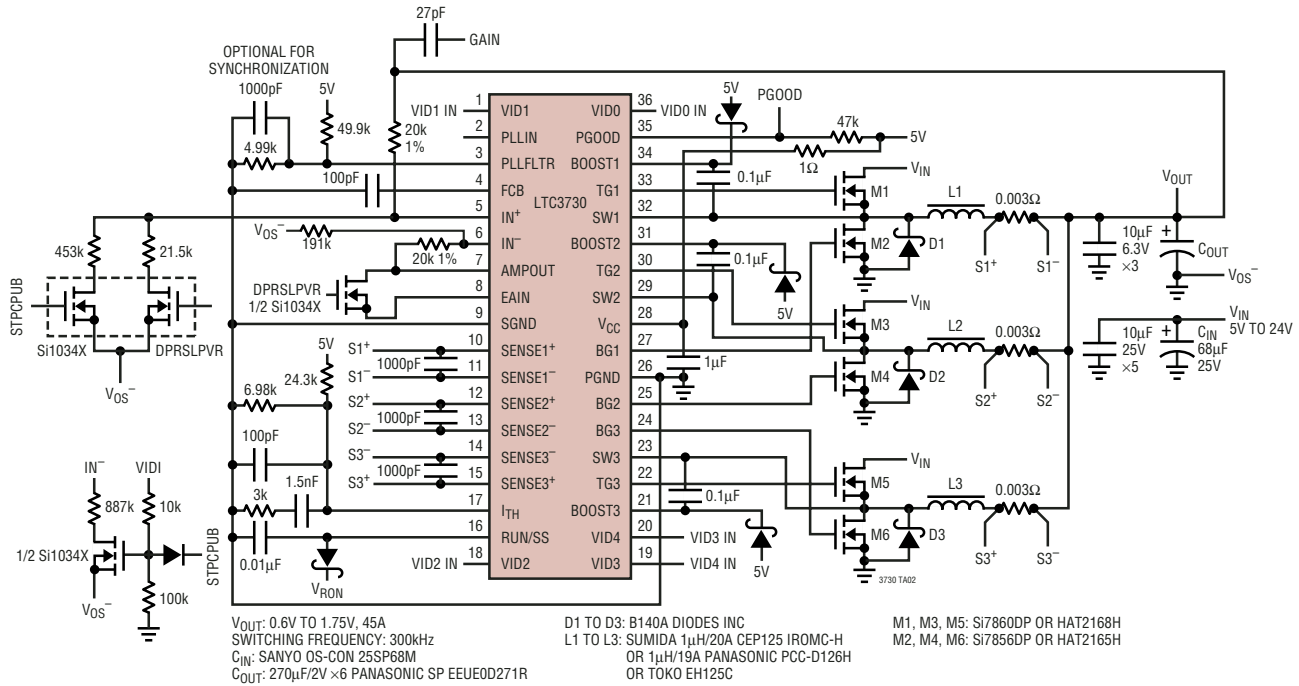 27pF
GAIN
OPTIONAL FOR
SYNCHRONIZATION
1000pF
5V
49.9k
4.99k
100pF
20k
1%
VID1 IN
1
VID1
2
PLLIN
3
PLLFLTR
4
FCB
5
IN+
6
IN−
7
AMPOUT
8
EAIN
9
SGND
10
SENSE1+
11
SENSE1−
12
SENSE2+
13
SENSE2−
14
SENSE3−
15
SENSE3+
17
ITH
16
RUN/SS
18
VID2
LTC3730
36
VID0
VID0 IN
35
PGOOD
34
BOOST1
33
TG1
32
SW1
31
BOOST2
30
TG2
29
SW2
28
VCC
27
BG1
26
PGND
25
BG2
24
BG3
23
SW3
22
TG3
21
BOOST3
20
VID4
VID3 IN
19
VID3
VID4 IN
5V
PGOOD
47k
5V
1Ω
0.1µF
0.1µF
5V
1µF
0.1µF
5V
VIN
M1
M2
D1
L1
0.003Ω
S1+
S1−
VIN
M3
M4
D2
L2
0.003Ω
S2+
S2−
VIN
M5
M6
D3
L3
0.003Ω
S3+
S3−
3730 TA02
VOUT
10µF
6.3V
×3
COUT
VOS−
VIN
5V TO 24V
10µF
25V
×5
CIN
68µF
25V
+
+
453k
21.5k
STPCPUB
Si1034X
DPRSLPVR
VOS−
VOS−
191k
20k 1%
DPRSLPVR
1/2 Si1034X
5V
24.3k
6.98k
S1+
1000pF
S1−
S2+
1000pF
S2−
S3−
1000pF
S3+
100pF
3k
1.5nF
0.01µF
VRON
VID2 IN
IN−
VIDI
887k
10k
1/2 Si1034X
STPCPUB
100k
VOS−
VOUT: 0.6V TO 1.75V, 45A
SWITCHING FREQUENCY: 300kHz
CIN: SANYO OS-CON 25SP68M
COUT: 270µF/2V ×6 PANASONIC SP EEUE0D271R
D1 TO D3: B140A DIODES INC
L1 TO L3: SUMIDA 1µH/20A CEP125 IROMC-H
OR 1µH/19A PANASONIC PCC-D126H
OR TOKO EH125C
M1, M3, M5: Si7860DP OR HAT2168H
M2, M4, M6: Si7856DP OR HAT2165H